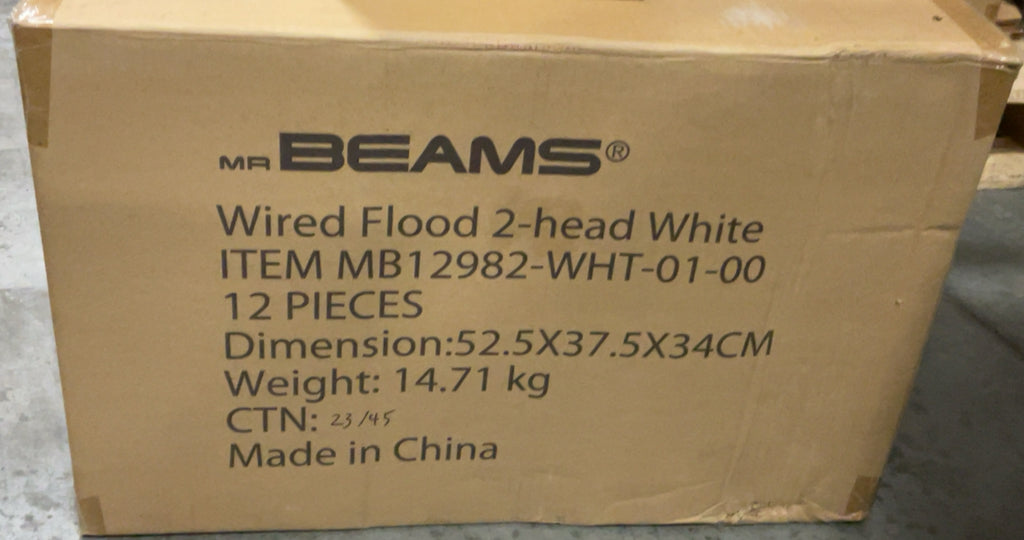 MR BEAMS®
Wired Flood 2-head White
ITEM MB12982-WHT-01-00
12 PIECES
Dimension:52.5X37.5X34CM
Weight: 14.71 kg
CTN: 23/45
Made in China